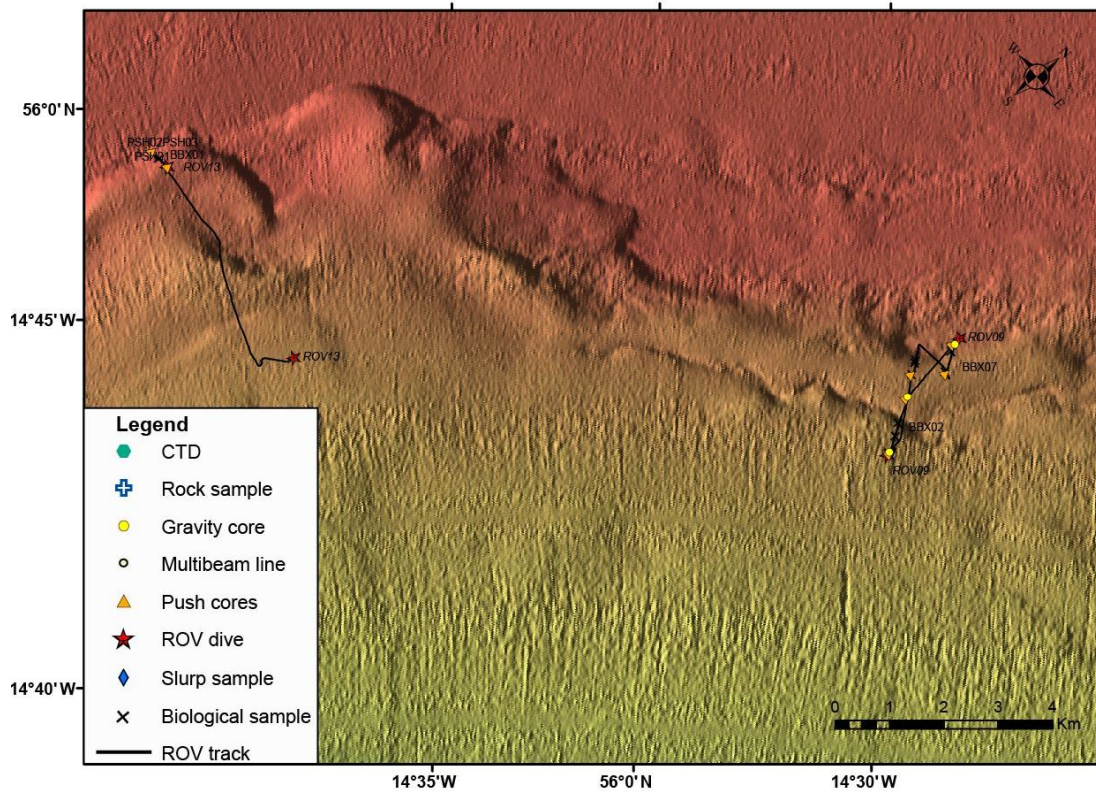 N
W
E
S
56°0' N
PSH02PSH03
PSH01
BBX01
ROV13
14°45' W
ROV09
ROV13
BBX07
BBX02
ROV09
Legend
CTD
Rock sample
Gravity core
Multibeam line
Push cores
ROV dive
Slurp sample
Biological sample
ROV track
14°40' W
0 1 2 3 4
Km
14°35'W
56°0'N
14°30'W